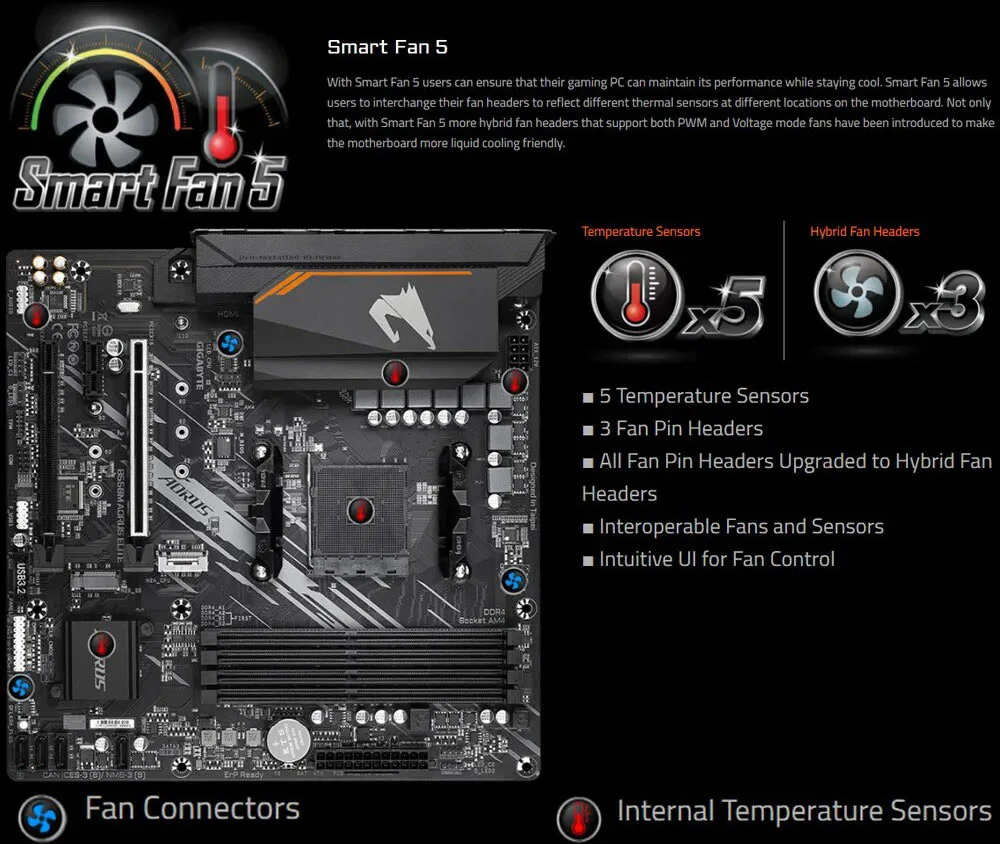 Smart Fan 5
Smart Fan 5
With Smart Fan 5 users can ensure that their gaming PC can maintain its performance while staying cool. Smart Fan 5 allows
users to interchange their fan headers to reflect different thermal sensors at different locations on the motherboard. Not only
that, with Smart Fan 5 more hybrid fan headers that support both PWM and Voltage mode fans have been introduced to make
the motherboard more liquid cooling friendly.
Temperature Sensors
Hybrid Fan Headers
x5
x3
■ 5 Temperature Sensors
■ 3 Fan Pin Headers
■ All Fan Pin Headers Upgraded to Hybrid Fan
Headers
■ Interoperable Fans and Sensors
■ Intuitive UI for Fan Control
HDMI
GIGABYTE
AORUS
B550M AORUS ELITE
Designed in Taipei
USB3.2
DDR4_A1
DDR4_A2
DDR4_B1
DDR4_B2
FIRST
DDR4
Socket AM4
RUS
CAN ICES-3 (B)/ NMB-3 (B)
ErP Ready
Fan Connectors
Internal Temperature Sensors